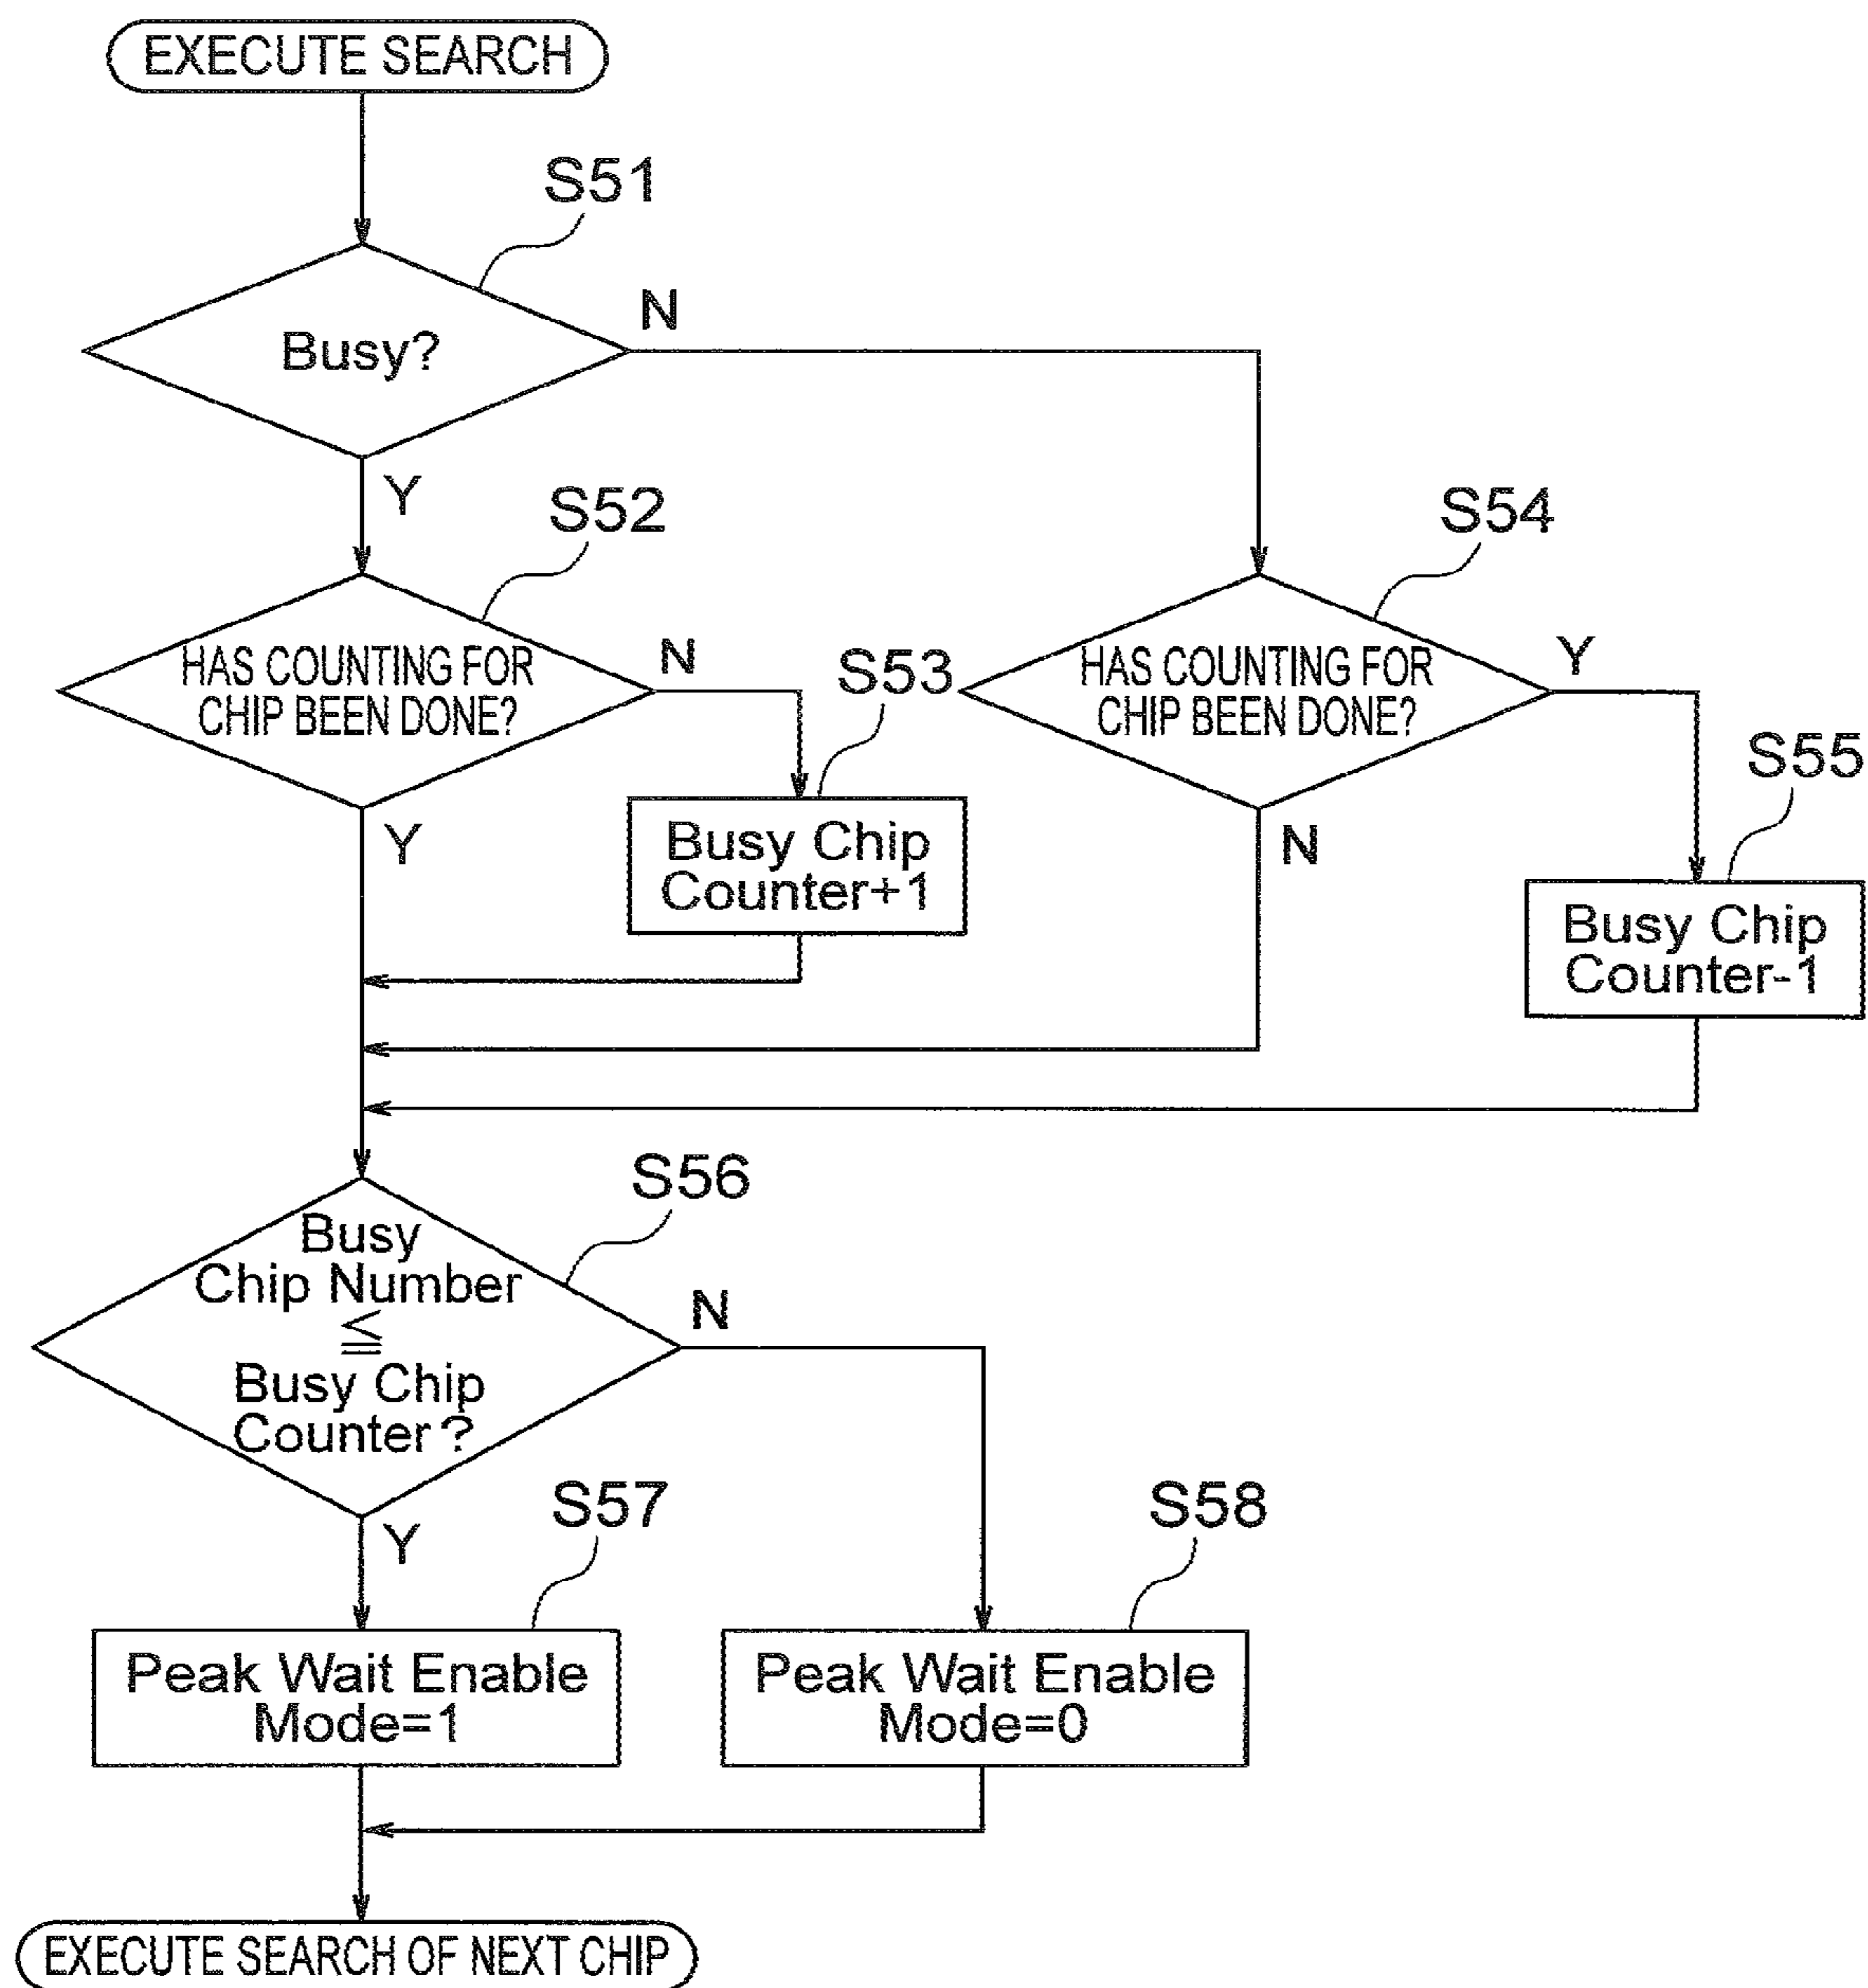 EXECUTE SEARCH
S51
Busy?
N
Y
S52
HAS COUNTING FOR
CHIP BEEN DONE?
N
Y
S53
Busy Chip
Counter+1
S54
HAS COUNTING FOR
CHIP BEEN DONE?
Y
N
S55
Busy Chip
Counter-1
S56
Busy
Chip Number
≦
Busy Chip
Counter?
N
Y
S57
Peak Wait Enable
Mode=1
S58
Peak Wait Enable
Mode=0
EXECUTE SEARCH OF NEXT CHIP